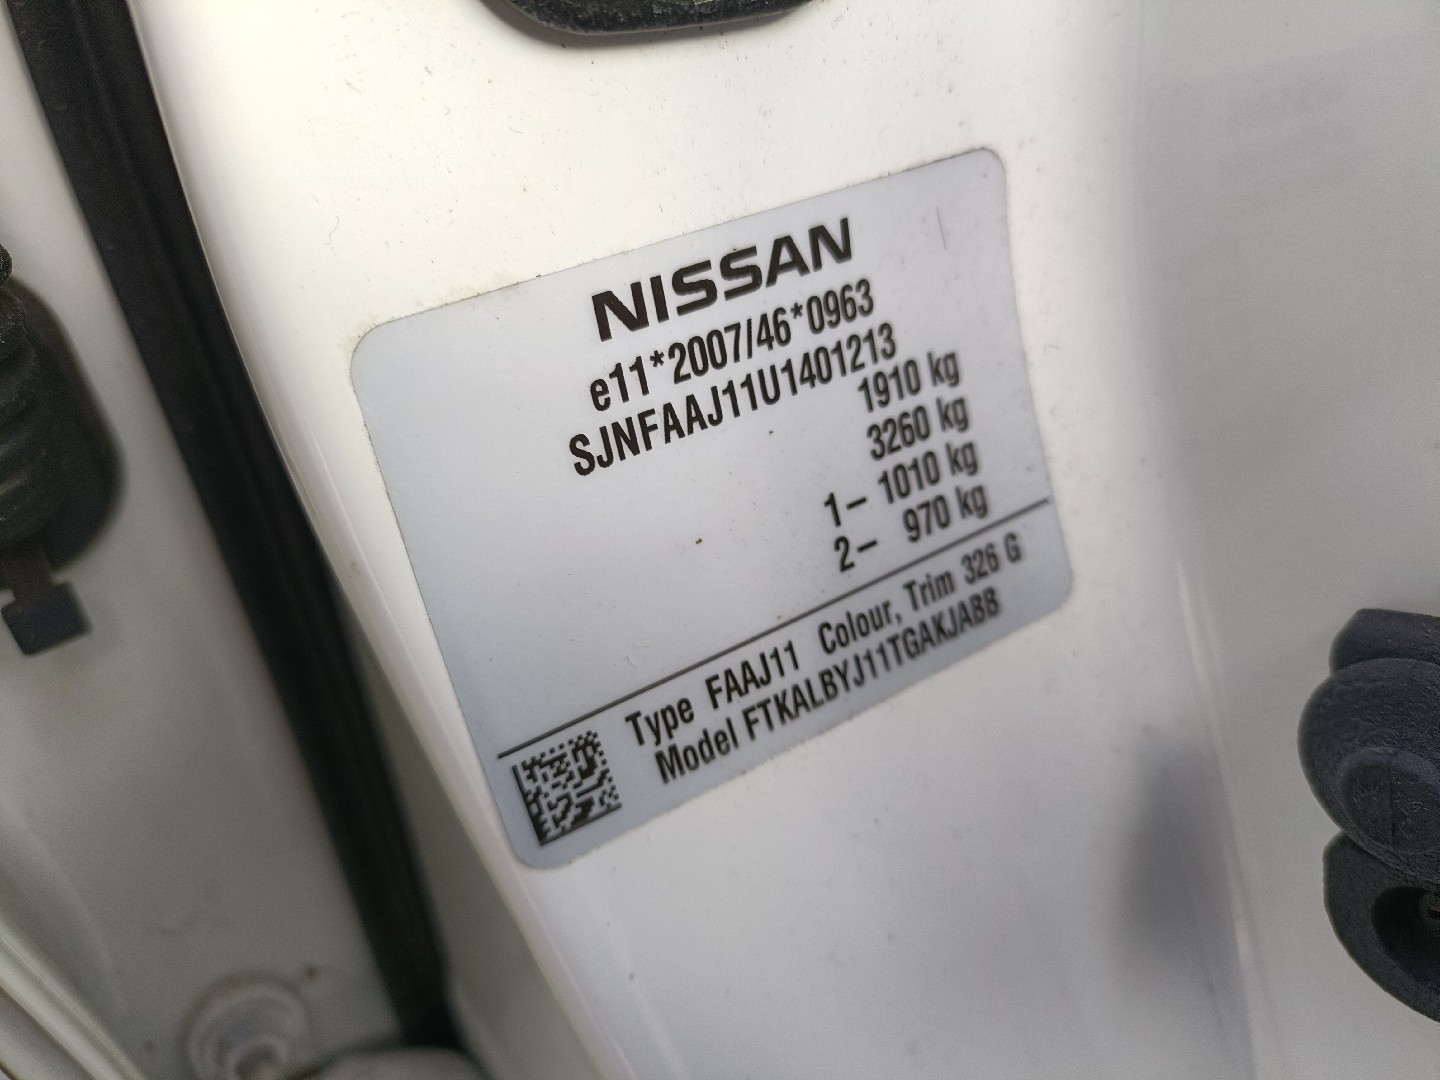 NISSAN
e11*2007/46*0963
SJNFAAJ11U1401213
1910 kg
3260 kg
1– 1010 kg
2– 970 kg
Type FAAJ11 Colour, Trim 326 G
Model FTKALBYJ11TGAKJABB